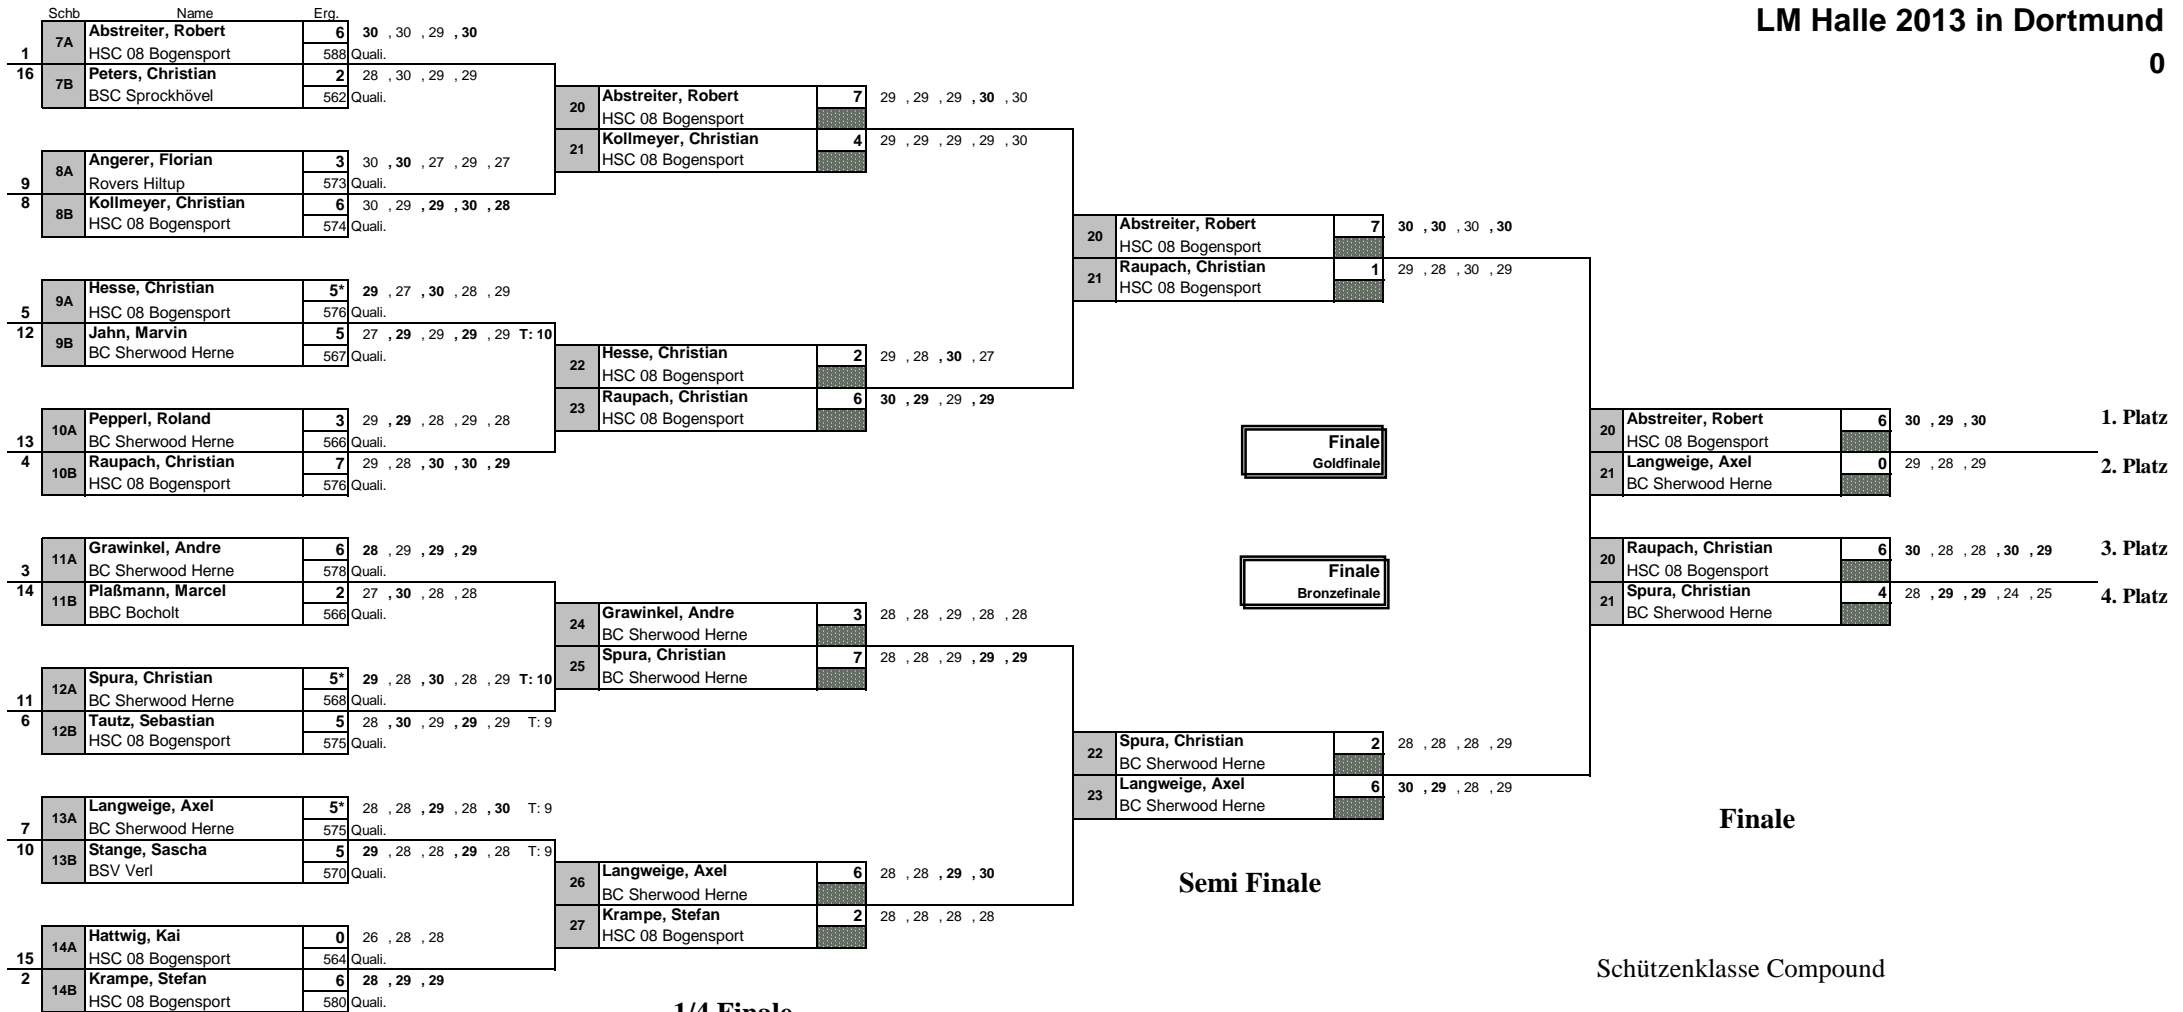 LM Halle 2013 in Dortmund
0
Schb Name Erg.
7A Abstreiter, Robert 6 30 , 30 , 29 , 30
1 HSC 08 Bogensport 588 Quali.
16 7B Peters, Christian 2 28 , 30 , 29 , 29
BSC Sprockhövel 562 Quali.
8A Angerer, Florian 3 30 , 30 , 27 , 29 , 27
9 Rovers Hiltup 573 Quali.
8 8B Kollmeyer, Christian 6 30 , 29 , 29 , 30 , 28
HSC 08 Bogensport 574 Quali.
9A Hesse, Christian 5* 29 , 27 , 30 , 28 , 29
5 HSC 08 Bogensport 576 Quali.
12 9B Jahn, Marvin 5 27 , 29 , 29 , 29 , 29 T: 10
BC Sherwood Herne 567 Quali.
10A Pepperl, Roland 3 29 , 29 , 28 , 29 , 28
13 BC Sherwood Herne 566 Quali.
4 10B Raupach, Christian 7 29 , 28 , 30 , 30 , 29
HSC 08 Bogensport 576 Quali.
11A Grawinkel, Andre 6 28 , 29 , 29 , 29
3 BC Sherwood Herne 578 Quali.
14 11B Plaßmann, Marcel 2 27 , 30 , 28 , 28
BBC Bocholt 566 Quali.
12A Spura, Christian 5* 29 , 28 , 30 , 28 , 29 T: 10
11 BC Sherwood Herne 568 Quali.
6 12B Tautz, Sebastian 5 28 , 30 , 29 , 29 , 29 T: 9
HSC 08 Bogensport 575 Quali.
13A Langweige, Axel 5* 28 , 28 , 29 , 28 , 30 T: 9
7 BC Sherwood Herne 575 Quali.
10 13B Stange, Sascha 5 29 , 28 , 28 , 29 , 28 T: 9
BSV Verl 570 Quali.
14A Hattwig, Kai 0 26 , 28 , 28
15 HSC 08 Bogensport 564 Quali.
2 14B Krampe, Stefan 6 28 , 29 , 29
HSC 08 Bogensport 580 Quali.
20 Abstreiter, Robert 7 29 , 29 , 29 , 30 , 30
HSC 08 Bogensport
21 Kollmeyer, Christian 4 29 , 29 , 29 , 29 , 30
HSC 08 Bogensport
22 Hesse, Christian 2 29 , 28 , 30 , 27
HSC 08 Bogensport
23 Raupach, Christian 6 30 , 29 , 29 , 29
HSC 08 Bogensport
24 Grawinkel, Andre 3 28 , 28 , 29 , 28 , 28
BC Sherwood Herne
25 Spura, Christian 7 28 , 28 , 29 , 29 , 29
BC Sherwood Herne
26 Langweige, Axel 6 28 , 28 , 29 , 30
BC Sherwood Herne
27 Krampe, Stefan 2 28 , 28 , 28 , 28
HSC 08 Bogensport
1/4 Finale
20 Abstreiter, Robert 7 30 , 30 , 30 , 30
HSC 08 Bogensport
21 Raupach, Christian 1 29 , 28 , 30 , 29
HSC 08 Bogensport
Finale
Goldfinale
Finale
Bronzefinale
22 Spura, Christian 2 28 , 28 , 28 , 29
BC Sherwood Herne
23 Langweige, Axel 6 30 , 29 , 28 , 29
BC Sherwood Herne
Semi Finale
20 Abstreiter, Robert 6 30 , 29 , 30 1. Platz
HSC 08 Bogensport
21 Langweige, Axel 0 29 , 28 , 29 2. Platz
BC Sherwood Herne
20 Raupach, Christian 6 30 , 28 , 28 , 30 , 29 3. Platz
HSC 08 Bogensport
21 Spura, Christian 4 28 , 29 , 29 , 24 , 25 4. Platz
BC Sherwood Herne
Finale
Schützenklasse Compound